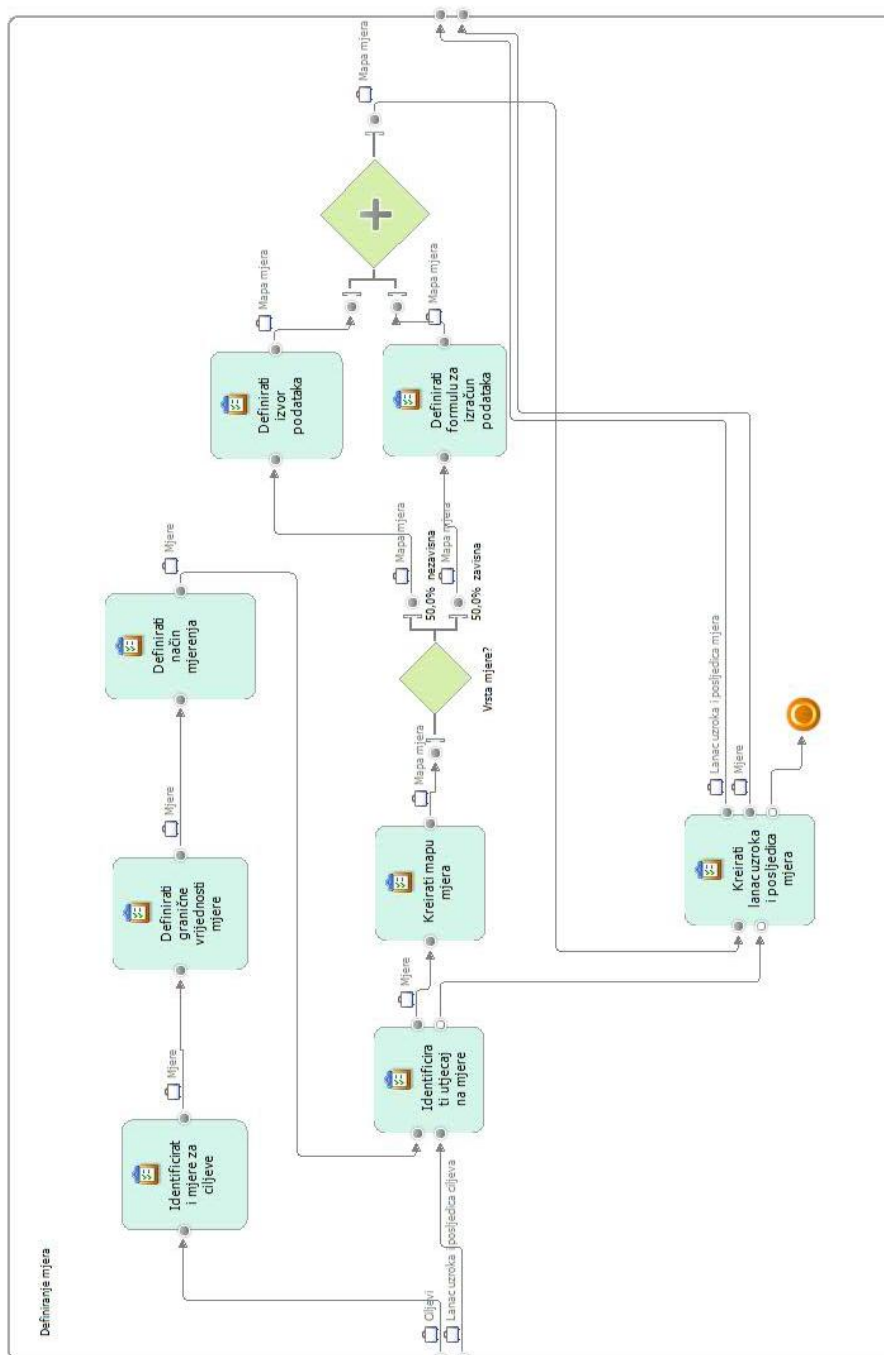 Definiranje mjera
Ciljevi
Lanac uzroka i posljedica ciljeva
Identificirat
i mjere za
ciljeve
Mjere
Definirati
granične
vrijednosti
mjere
Mjere
Definirati
način
mjerenja
Mjere
Identificira
ti utjecaj
na mjere
Mjere
Kreirati mapu
mjera
Mapa mjera
Vrsta mjere?
Mapa mjera
50,0% nezavisna
Mapa mjera
50,0% zavisna
Definirati
izvor
podataka
Mapa mjera
Definirati
formulu za
izračun
podataka
Mapa mjera
Mapa mjera
Kreirati
lanac uzroka
i posljedica
mjera
Lanac uzroka i posljedica mjera
Mjere